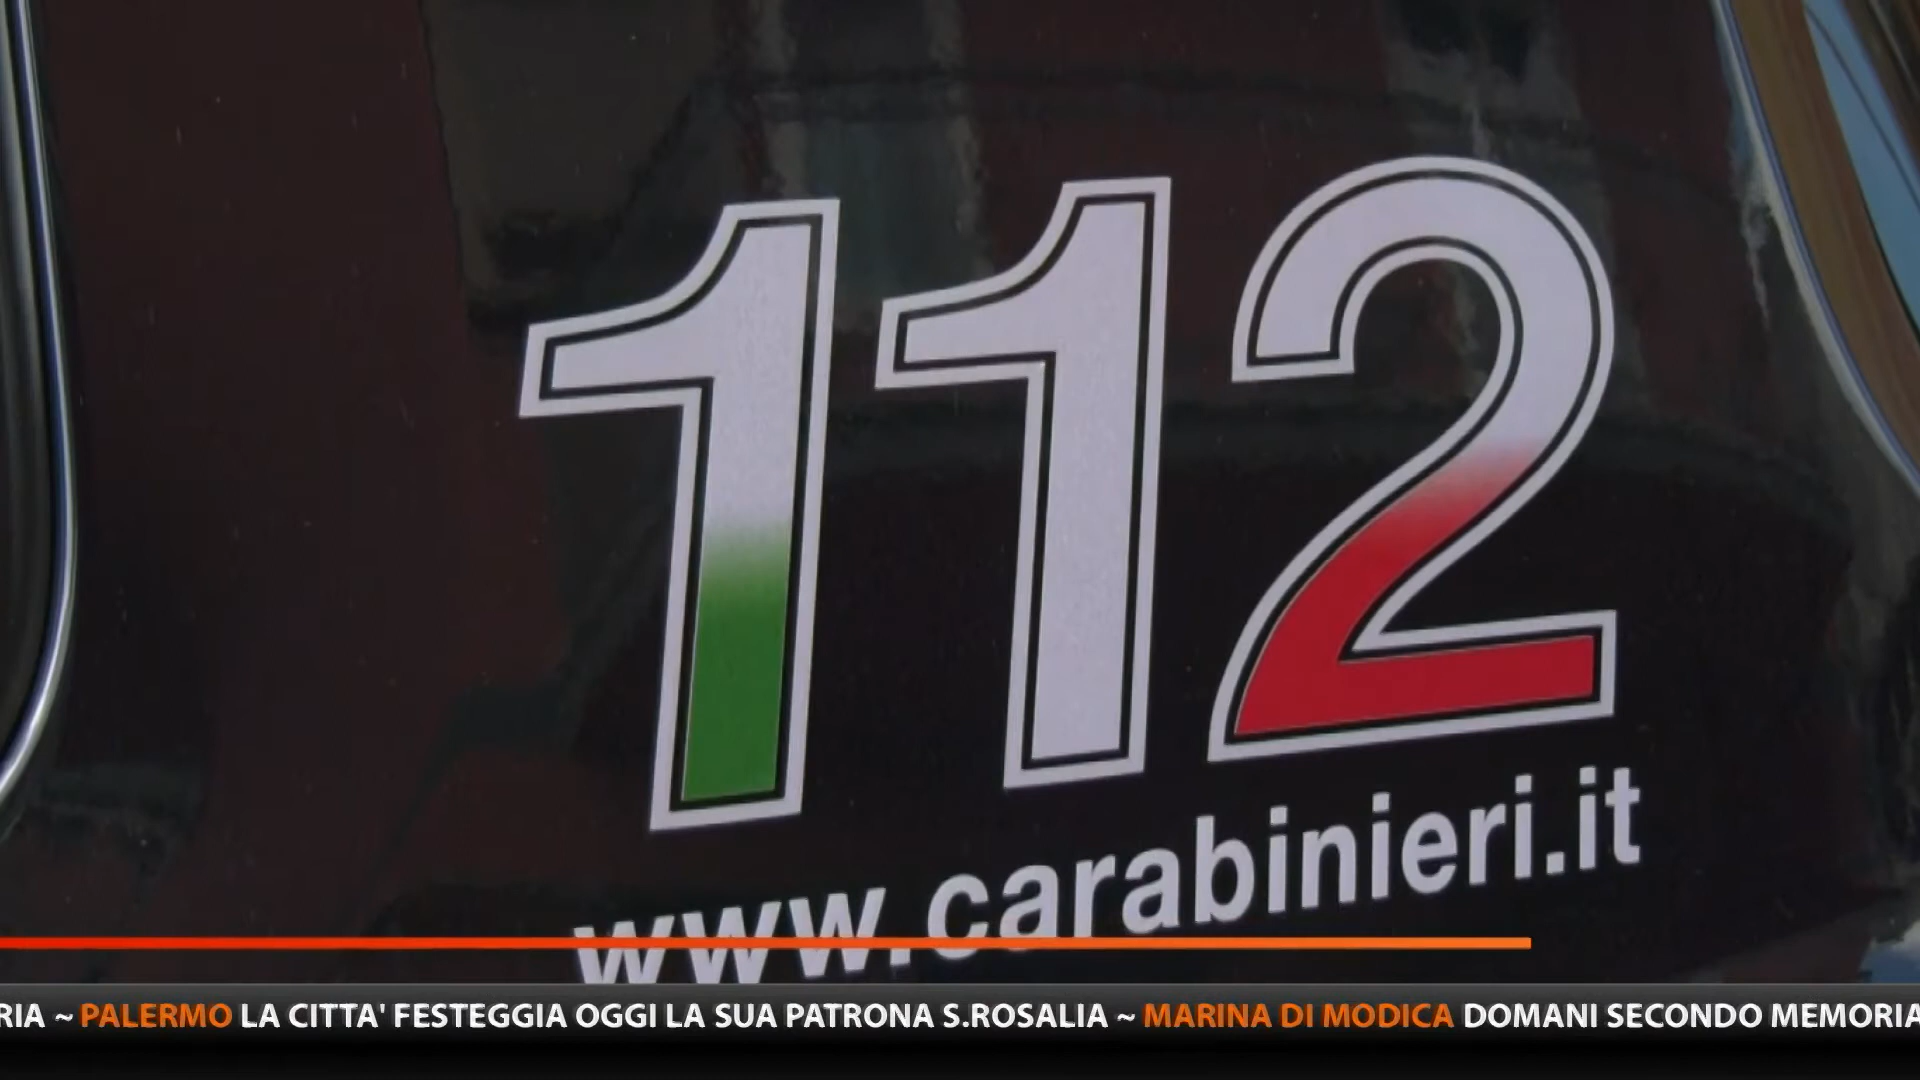 112
www.carabinieri.it
RIA ~ PALERMO LA CITTA' FESTEGGIA OGGI LA SUA PATRONA S.ROSALIA ~ MARINA DI MODICA DOMANI SECONDO MEMORIA